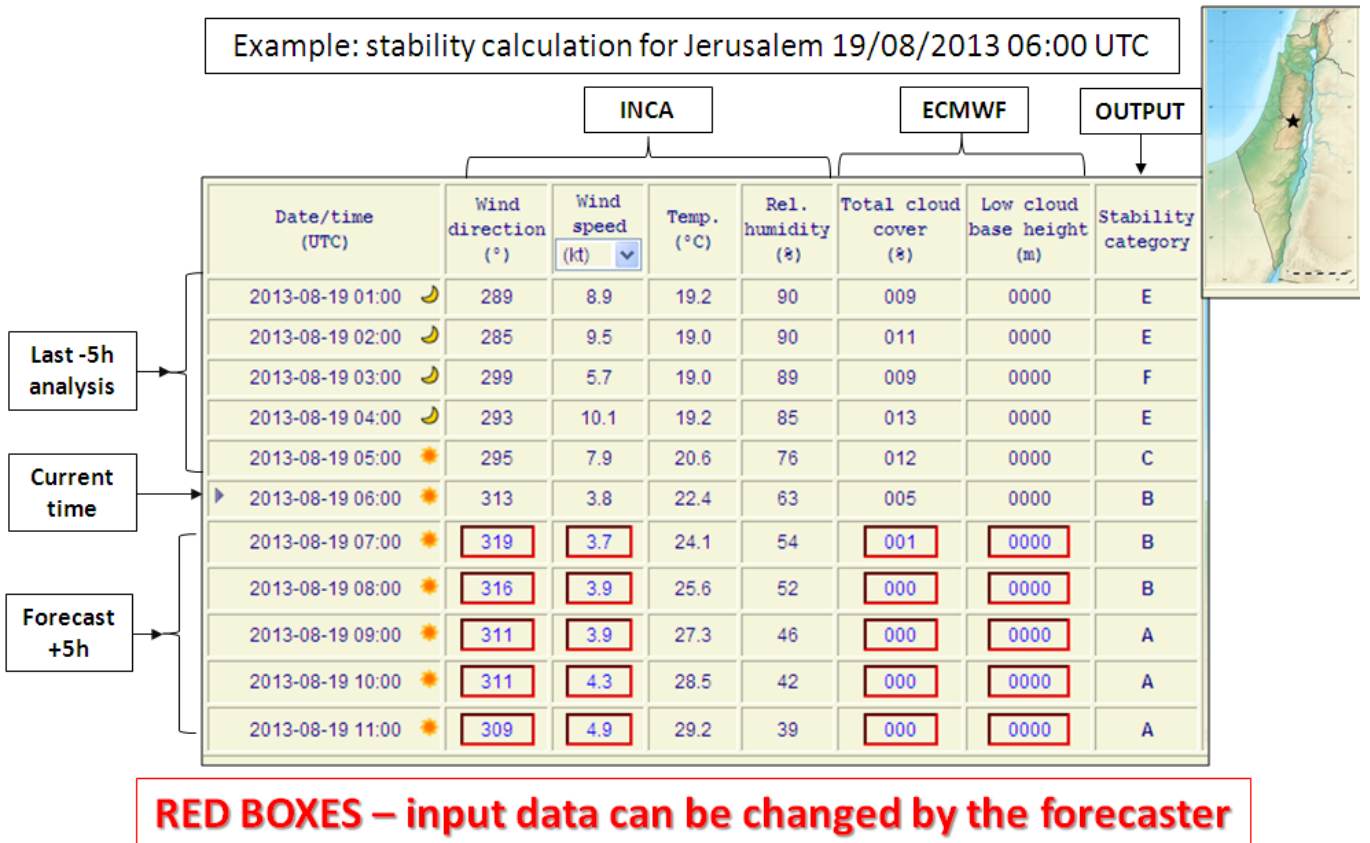 Example: stability calculation for Jerusalem 19/08/2013 06:00 UTC
INCA
ECMWF
OUTPUT
Date/time
(UTC)
Wind
direction
(°)
Wind
speed
(kt)
Temp.
(°C)
Rel.
humidity
(%)
Total cloud
cover
(%)
Low cloud
base height
(m)
Stability
category
2013-08-19 01:00 289 8.9 19.2 90 009 0000 E
2013-08-19 02:00 285 9.5 19.0 90 011 0000 E
2013-08-19 03:00 299 5.7 19.0 89 009 0000 F
2013-08-19 04:00 293 10.1 19.2 85 013 0000 E
2013-08-19 05:00 295 7.9 20.6 76 012 0000 C
2013-08-19 06:00 313 3.8 22.4 63 005 0000 B
2013-08-19 07:00 319 3.7 24.1 54 001 0000 B
2013-08-19 08:00 316 3.9 25.6 52 000 0000 B
2013-08-19 09:00 311 3.9 27.3 46 000 0000 A
2013-08-19 10:00 311 4.3 28.5 42 000 0000 A
2013-08-19 11:00 309 4.9 29.2 39 000 0000 A
Last -5h
analysis
Current
time
Forecast
+5h
RED BOXES – input data can be changed by the forecaster